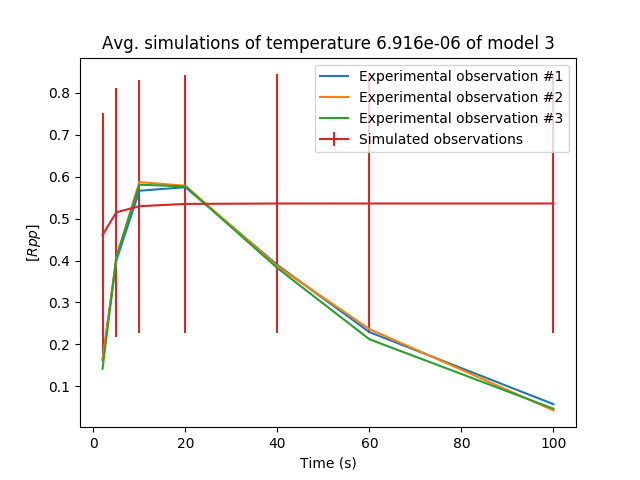 Avg. simulations of temperature 6.916e-06 of model 3
Experimental observation #1
Experimental observation #2
Experimental observation #3
Simulated observations
[Rpp]
0.8
0.7
0.6
0.5
0.4
0.3
0.2
0.1
0 20 40 60 80 100
Time (s)